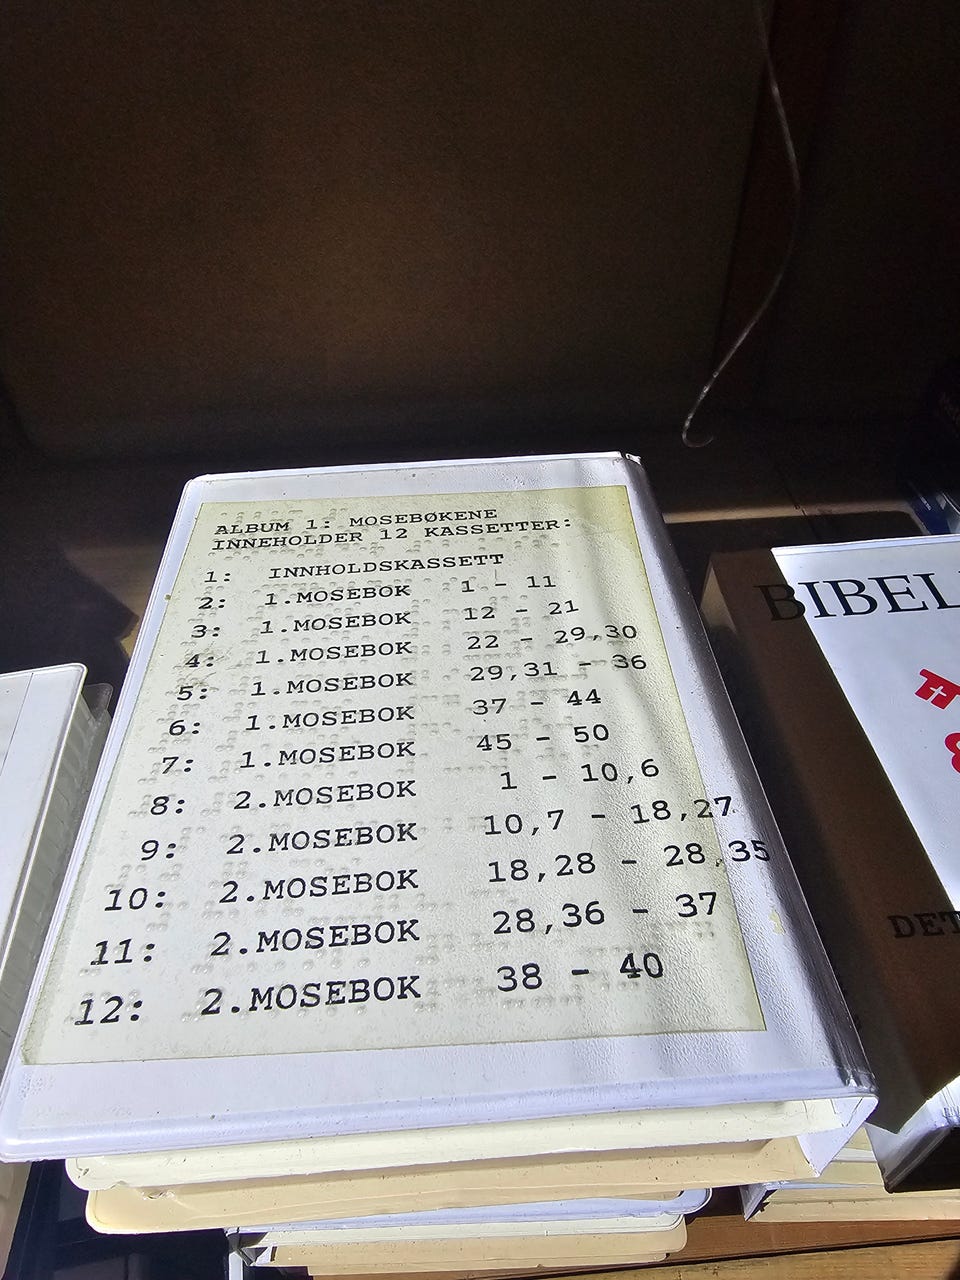 ALBUM 1: MOSEBØKENE
INNEHOLDER 12 KASSETTER:
1: INNHOLDSKASSETT
2: 1.MOSEBOK 1 - 11
3: 1.MOSEBOK 12 - 21
4: 1.MOSEBOK 22 - 29,30
5: 1.MOSEBOK 29,31 - 36
6: 1.MOSEBOK 37 - 44
7: 1.MOSEBOK 45 - 50
8: 2.MOSEBOK 1 - 10,6
9: 2.MOSEBOK 10,7 - 18,27
10: 2.MOSEBOK 18,28 - 28,35
11: 2.MOSEBOK 28,36 - 37
12: 2.MOSEBOK 38 - 40
BIBEL
DET